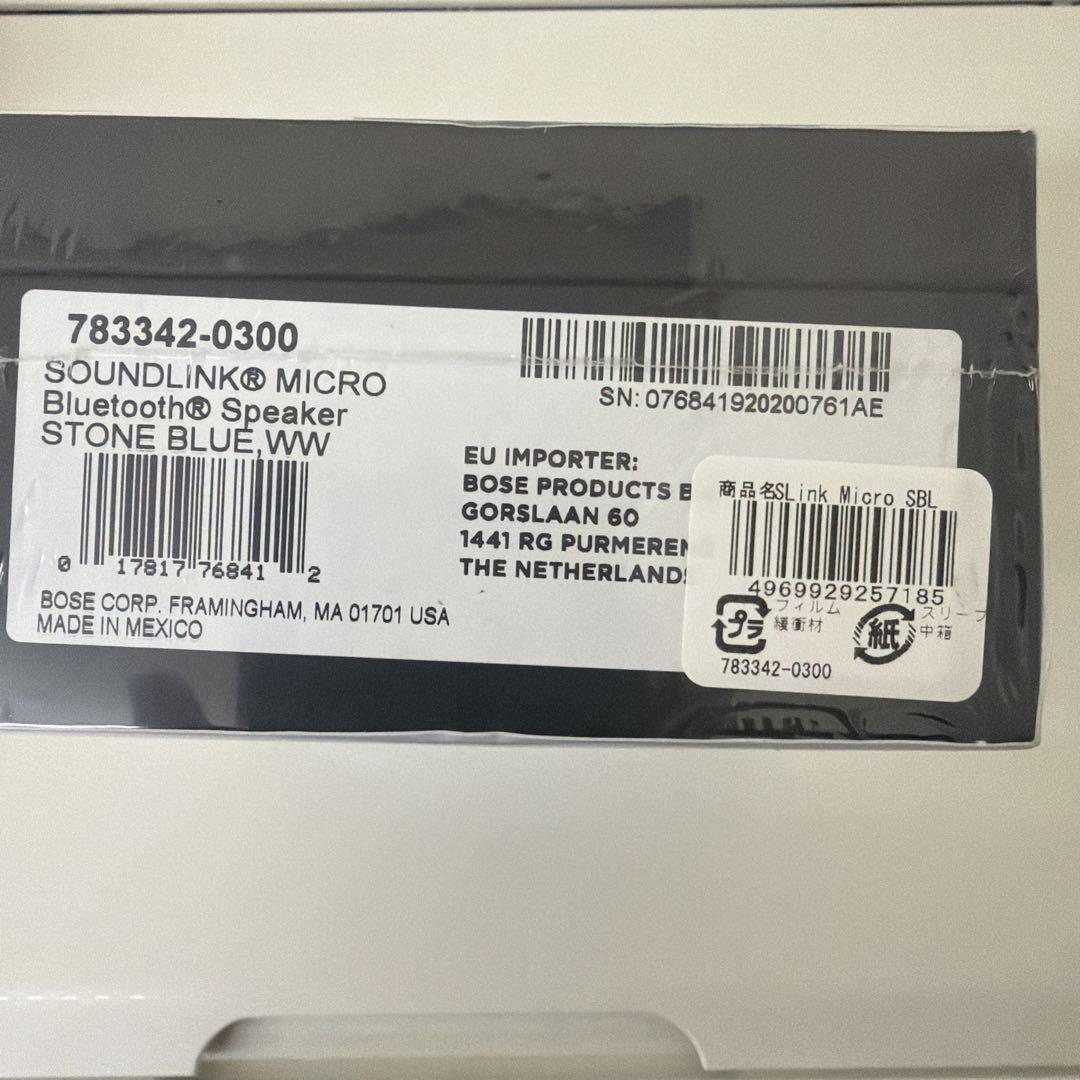 783342-0300
SOUNDLINK® MICRO
Bluetooth® Speaker
STONE BLUE,WW
0 17817 76841 2
BOSE CORP. FRAMINGHAM, MA 01701 USA
MADE IN MEXICO
SN: 076841920200761AE
EU IMPORTER:
BOSE PRODUCTS B
GORSLAAN 60
1441 RG PURMEREN
THE NETHERLANDS
商品名SLink Micro SBL
4969929257185
プラ
フィルム
緩衝材
紙
スリーブ
中箱
783342-0300